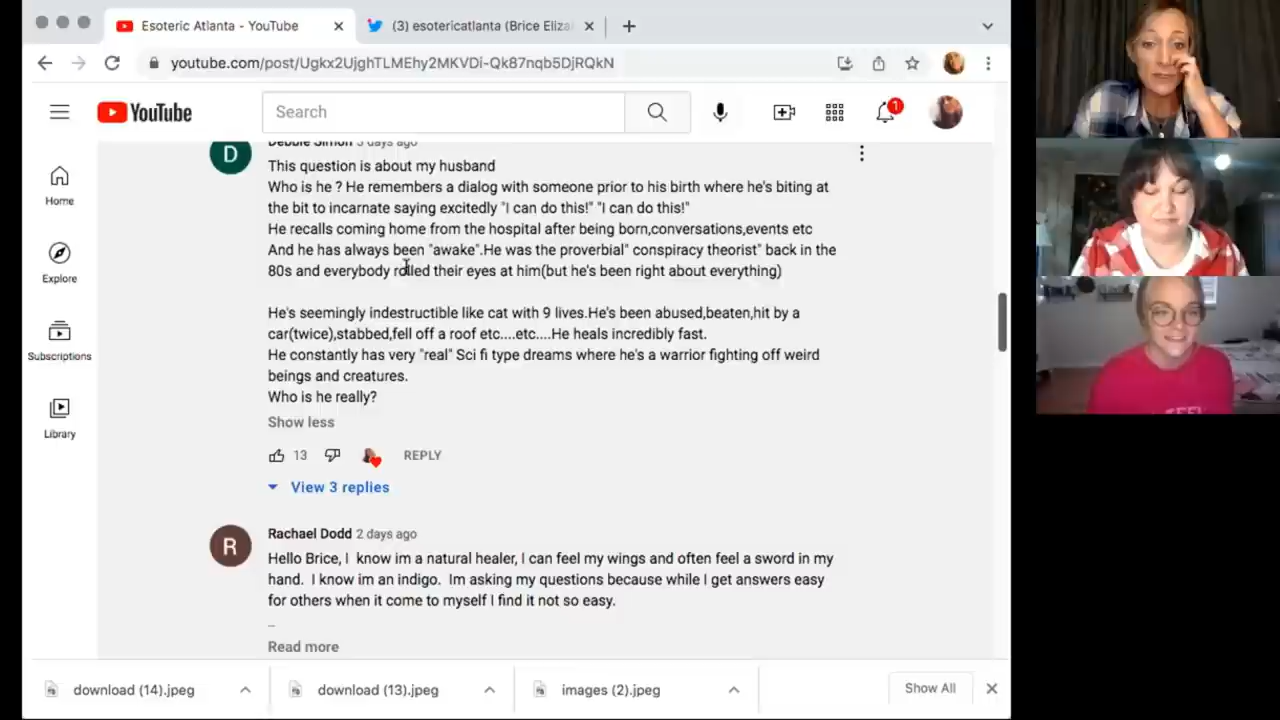 Esoteric Atlanta - YouTube
(3) esotericatlanta (Brice Eliza
youtube.com/post/Ugkx2UjghTLMEhy2MKVDi-Qk87nqb5DjRQkN
YouTube
Search
1
Home
Explore
Subscriptions
Library
D
Debbie Simon 3 days ago
This question is about my husband
Who is he ? He remembers a dialog with someone prior to his birth where he's biting at
the bit to incarnate saying excitedly "I can do this!" "I can do this!"
He recalls coming home from the hospital after being born,conversations,events etc
And he has always been "awake".He was the proverbial" conspiracy theorist" back in the
80s and everybody rolled their eyes at him(but he's been right about everything)
He's seemingly indestructible like cat with 9 lives.He's been abused,beaten,hit by a
car(twice),stabbed,fell off a roof etc....etc....He heals incredibly fast.
He constantly has very "real" Sci fi type dreams where he's a warrior fighting off weird
beings and creatures.
Who is he really?
Show less
13 REPLY
View 3 replies
R
Rachael Dodd 2 days ago
Hello Brice, I  know im a natural healer, I can feel my wings and often feel a sword in my
hand.  I know im an indigo.  Im asking my questions because while I get answers easy
for others when it come to myself I find it not so easy.
..
Read more
download (14).jpeg
download (13).jpeg
images (2).jpeg
Show All